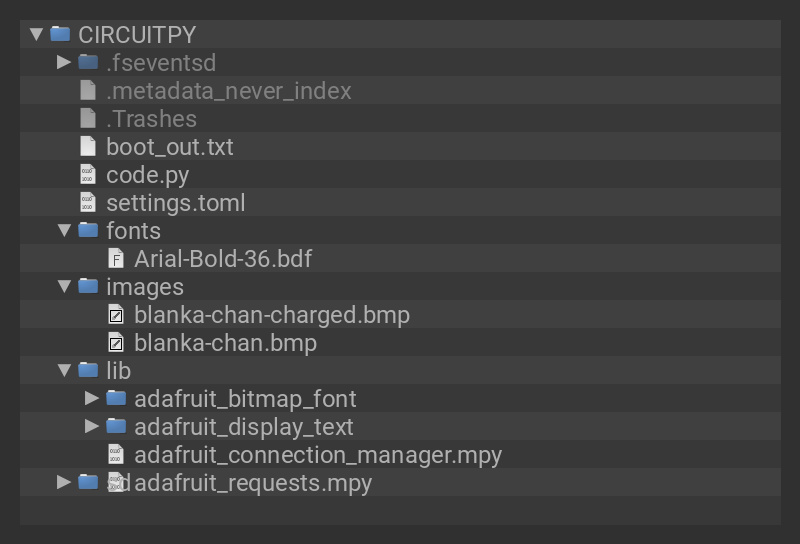 CIRCUITPY
.fseventsd
.metadata_never_index
.Trashes
boot_out.txt
code.py
settings.toml
fonts
Arial-Bold-36.bdf
images
blanka-chan-charged.bmp
blanka-chan.bmp
lib
adafruit_bitmap_font
adafruit_display_text
adafruit_connection_manager.mpy
adafruit_requests.mpy